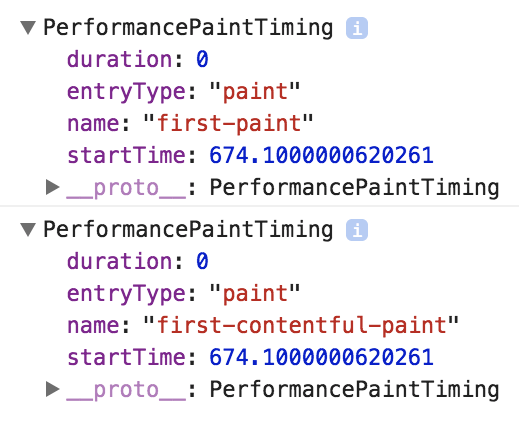 ▼ PerformancePaintTiming i
duration: 0
entryType: "paint"
name: "first-paint"
startTime: 674.1000000620261
▶ __proto__: PerformancePaintTiming
▼ PerformancePaintTiming i
duration: 0
entryType: "paint"
name: "first-contentful-paint"
startTime: 674.1000000620261
▶ __proto__: PerformancePaintTiming